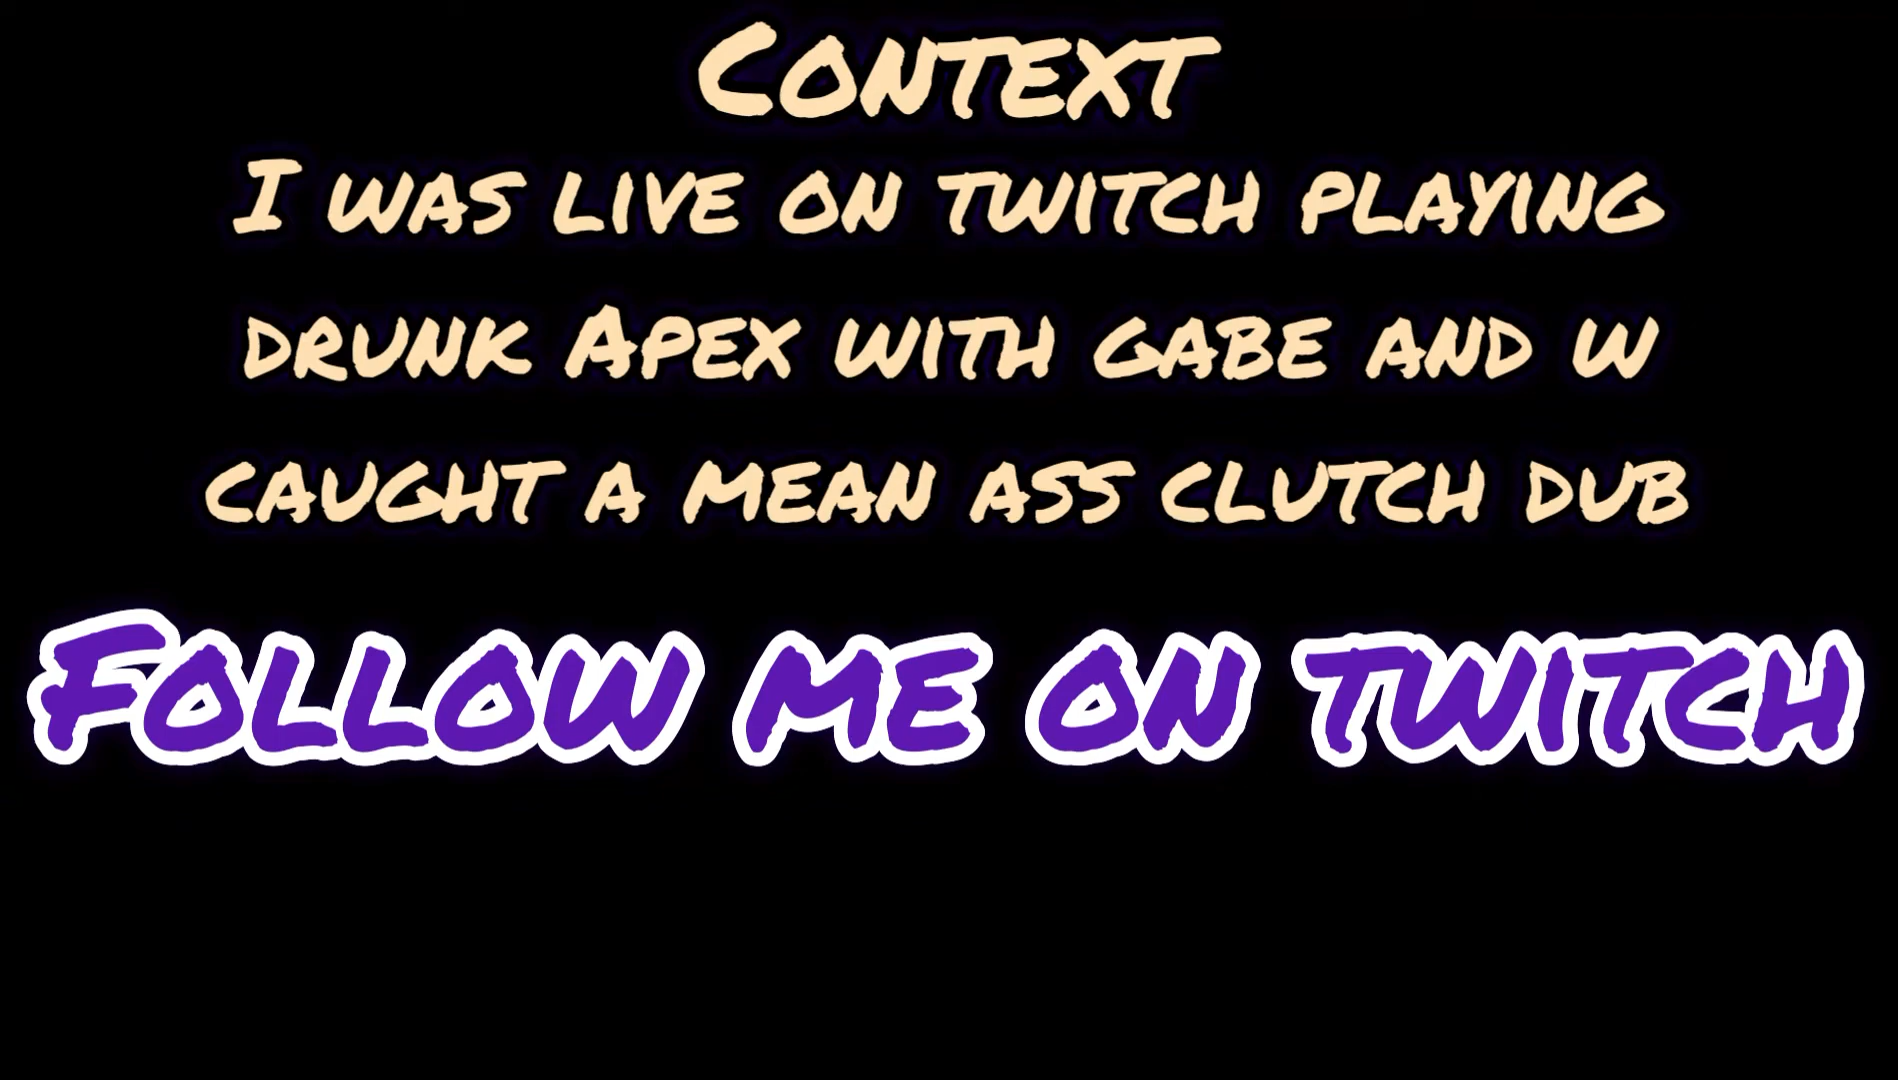 Context
I was live on twitch playing
drunk Apex with gabe and w
caught a mean ass clutch dub
Follow me on twitch